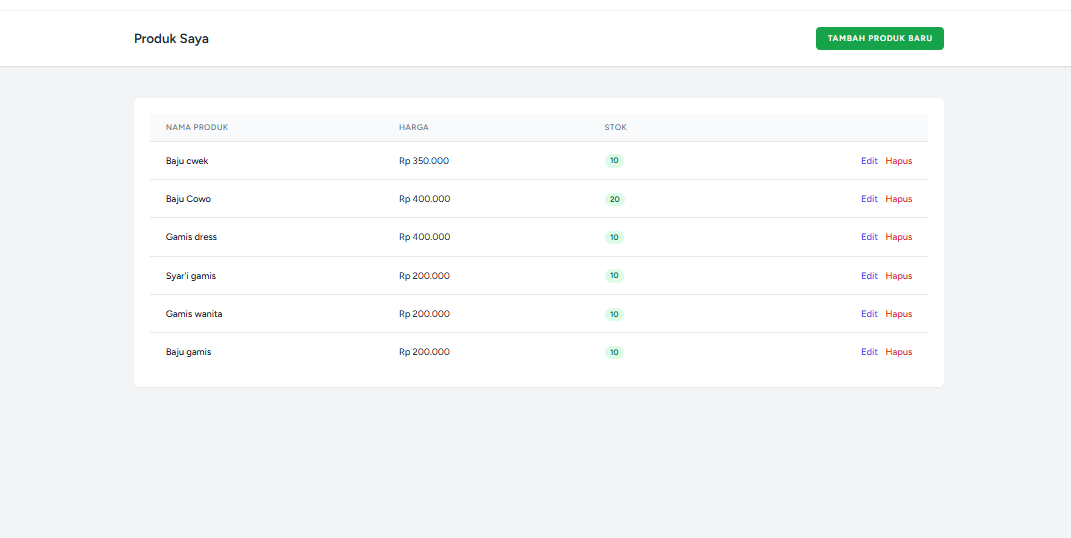 Produk Saya TAMBAH PRODUK BARU
NAMA PRODUK HARGA STOK
Baju cwek Rp 350.000 10 Edit Hapus
Baju Cowo Rp 400.000 20 Edit Hapus
Gamis dress Rp 400.000 10 Edit Hapus
Syar'i gamis Rp 200.000 10 Edit Hapus
Gamis wanita Rp 200.000 10 Edit Hapus
Baju gamis Rp 200.000 10 Edit Hapus